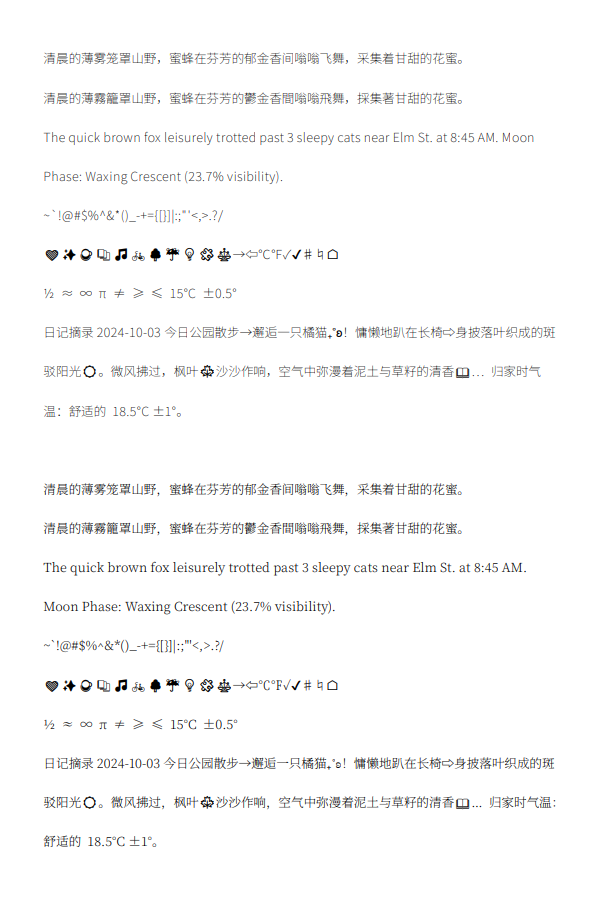 清晨的薄雾笼罩山野，蜜蜂在芬芳的郁金香间嗡嗡飞舞，采集着甘甜的花蜜。
清晨的薄霧籠罩山野，蜜蜂在芬芳的鬱金香間嗡嗡飛舞，採集著甘甜的花蜜。
The quick brown fox leisurely trotted past 3 sleepy cats near Elm St. at 8:45 AM. Moon
Phase: Waxing Crescent (23.7% visibility).
~`!@#$%^&*()_-+={[}]|:;"'<,>.?/
🖤✨🌒📑🎵🚲🌳🌴💡🧩⚖→⇦℃℉√✔♯♮☖
½ ≈ ∞ π ≠ ⩾ ⩽ 15℃ ±0.5°
日记摘录 2024-10-03 今日公园散步→邂逅一只橘猫₊˚ʚ！慵懒地趴在长椅⇨身披落叶织成的斑
驳阳光🌣。微风拂过，枫叶🍁沙沙作响，空气中弥漫着泥土与草籽的清香📖… 归家时气
温：舒适的 18.5℃ ±1°。
清晨的薄雾笼罩山野，蜜蜂在芬芳的郁金香间嗡嗡飞舞，采集着甘甜的花蜜。
清晨的薄霧籠罩山野，蜜蜂在芬芳的鬱金香間嗡嗡飛舞，採集著甘甜的花蜜。
The quick brown fox leisurely trotted past 3 sleepy cats near Elm St. at 8:45 AM.
Moon Phase: Waxing Crescent (23.7% visibility).
~`!@#$%^&*()_-+={[}]|:;"'<,>.?/
🖤✨🌒📑🎵🚲🌳🌴💡🧩⚖→⇦℃℉√✔♯♮☖
½ ≈ ∞ π ≠ ⩾ ⩽ 15℃ ±0.5°
日记摘录 2024-10-03 今日公园散步→邂逅一只橘猫₊˚ʚ！慵懒地趴在长椅⇨身披落叶织成的斑
驳阳光🌣。微风拂过，枫叶🍁沙沙作响，空气中弥漫着泥土与草籽的清香📖… 归家时气温：
舒适的 18.5℃ ±1°。